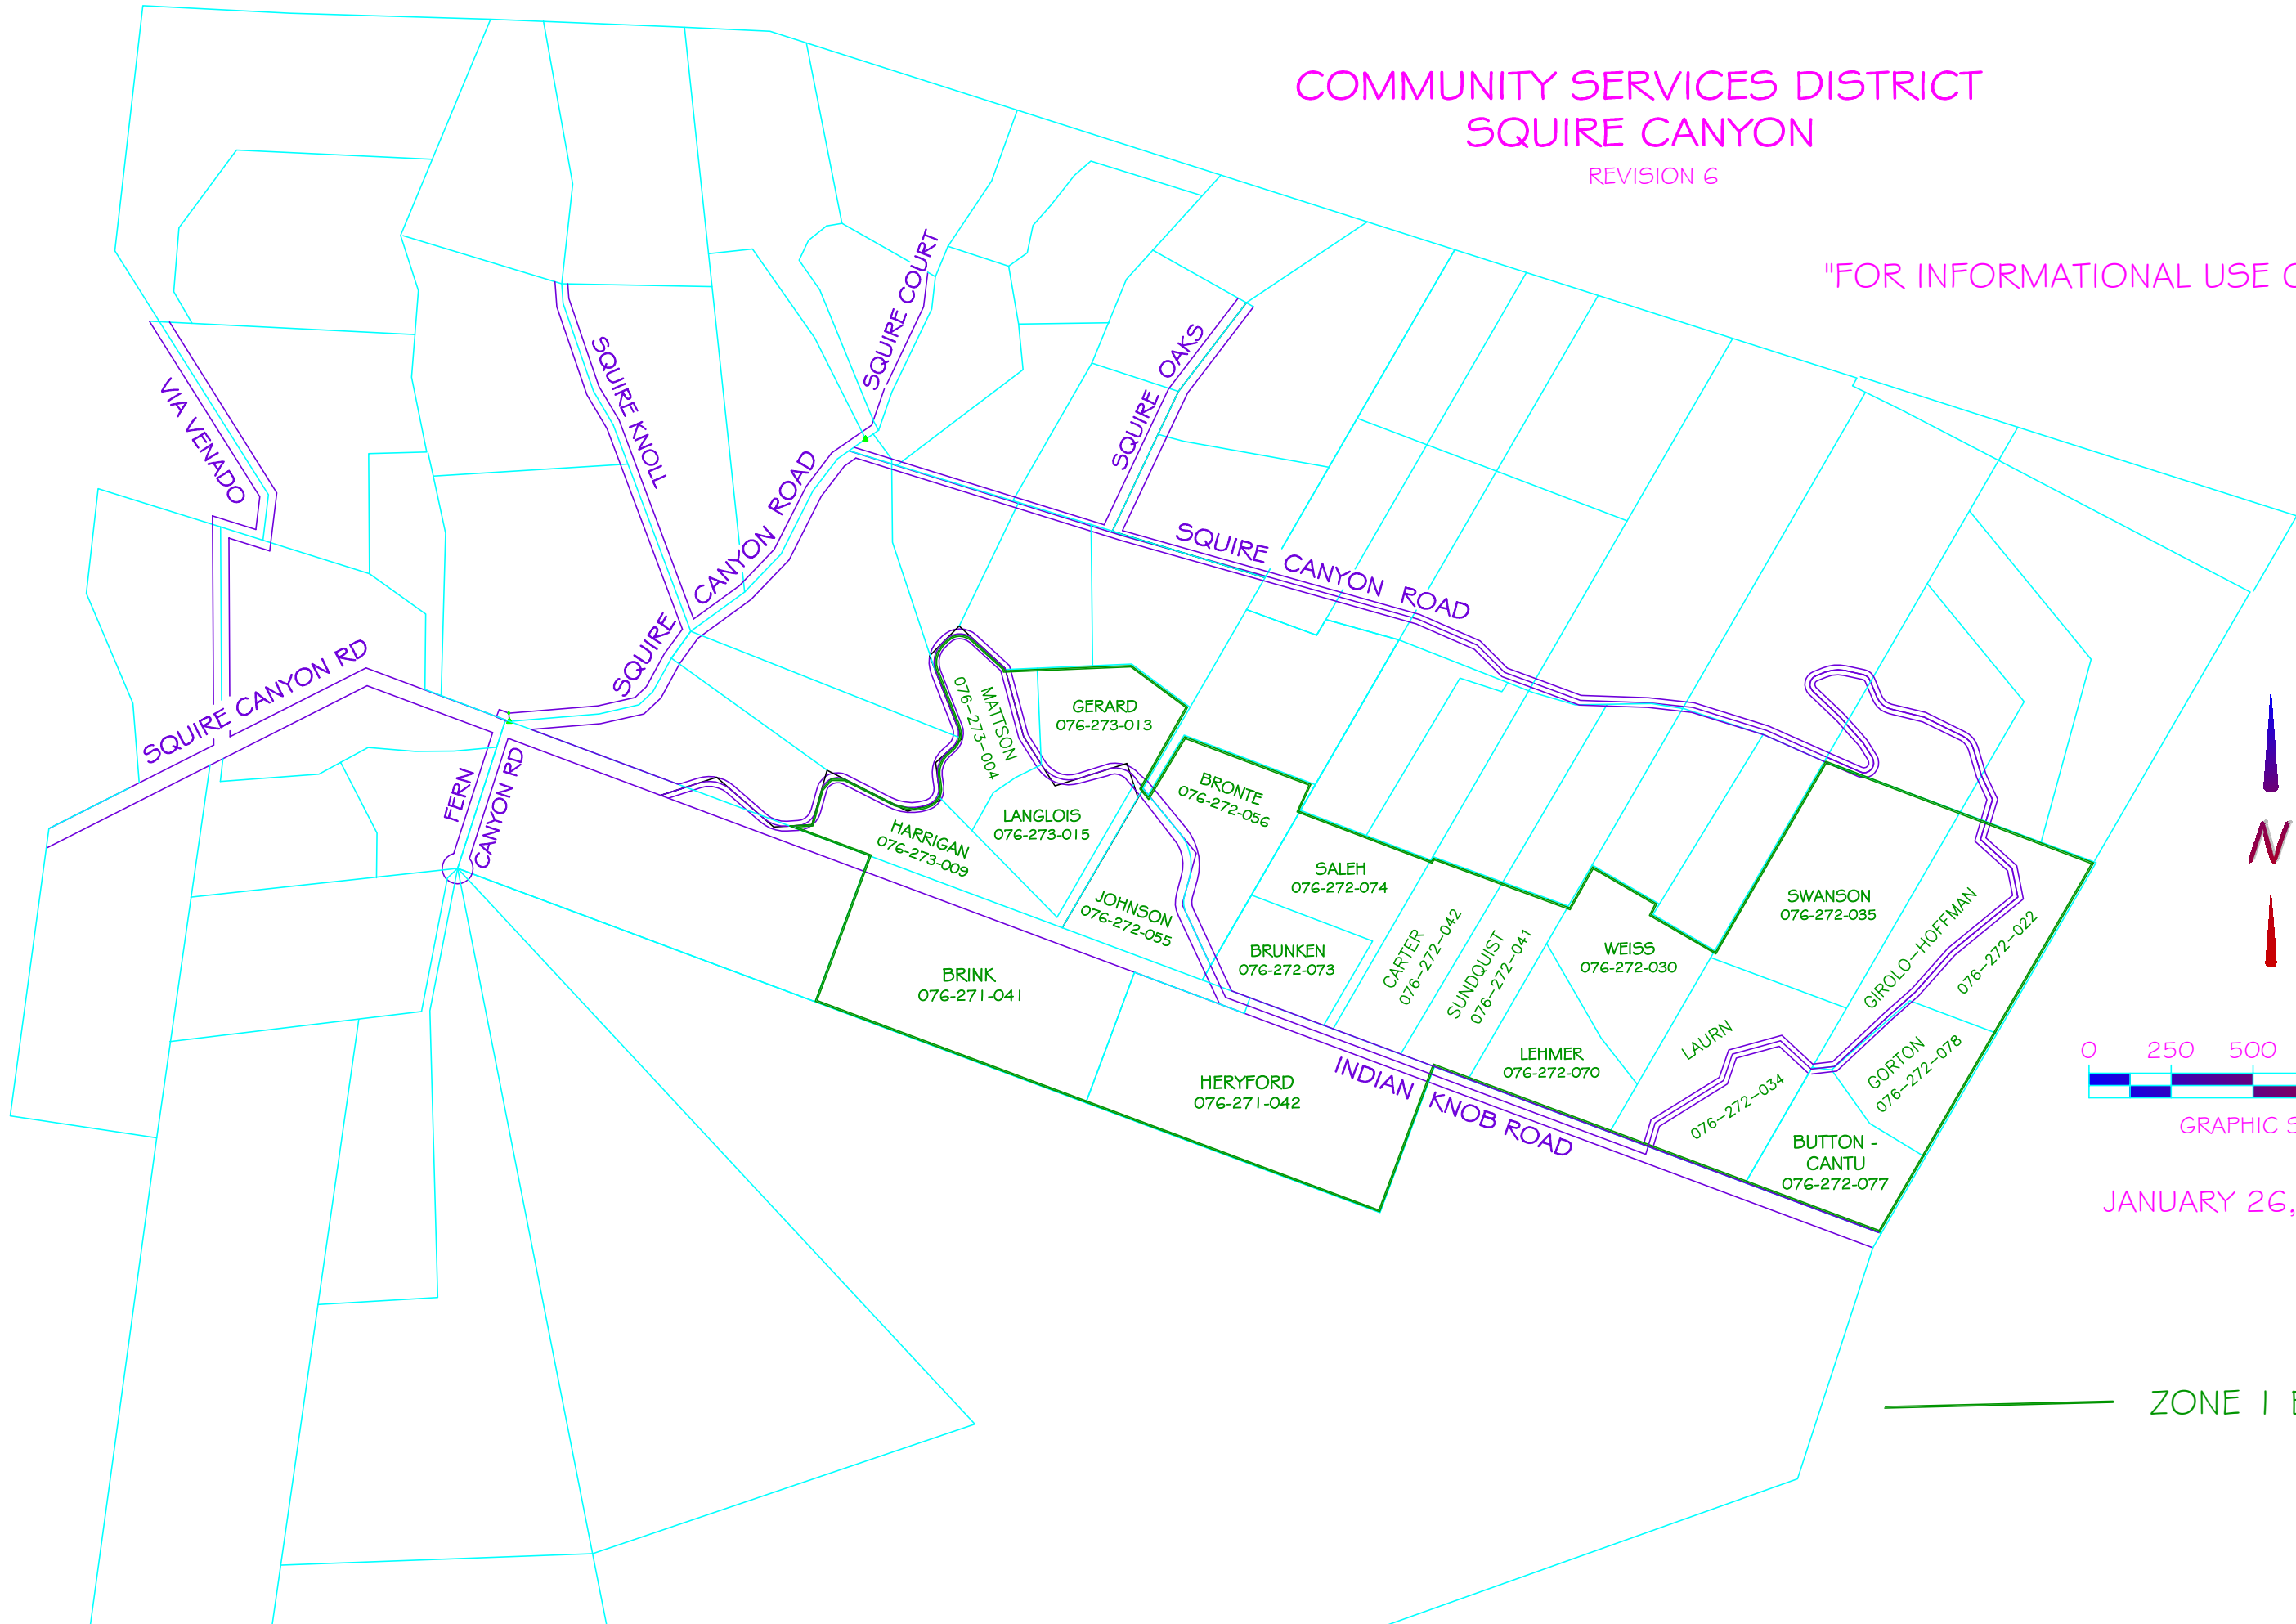 COMMUNITY SERVICES DISTRICT
SQUIRE CANYON
REVISION 6
"FOR INFORMATIONAL USE
SQUIRE COURT
SQUIRE OAKS
SQUIRE KNOLL
VIA VENADO
SQUIRE CANYON ROAD
SQUIRE CANYON ROAD
SQUIRE CANYON RD
FERN
CANYON RD
MATTSON
076-273-004
GERARD
076-273-013
BRONTE
076-272-056
LANGLOIS
076-273-015
HARRIGAN
076-273-009
JOHNSON
076-272-055
SALEH
076-272-074
BRUNKEN
076-272-073
CARTER
076-272-042
SUNDQUIST
076-272-041
WEISS
076-272-030
SWANSON
076-272-035
GIROLO-HOFFMAN
076-272-022
BRINK
076-271-041
HERYFORD
076-271-042
LEHMER
076-272-070
LAURN
076-272-034
GORTON
076-272-078
BUTTON -
CANTU
076-272-077
INDIAN KNOB ROAD
N
0 250 500
GRAPHIC
JANUARY 26,
ZONE 1